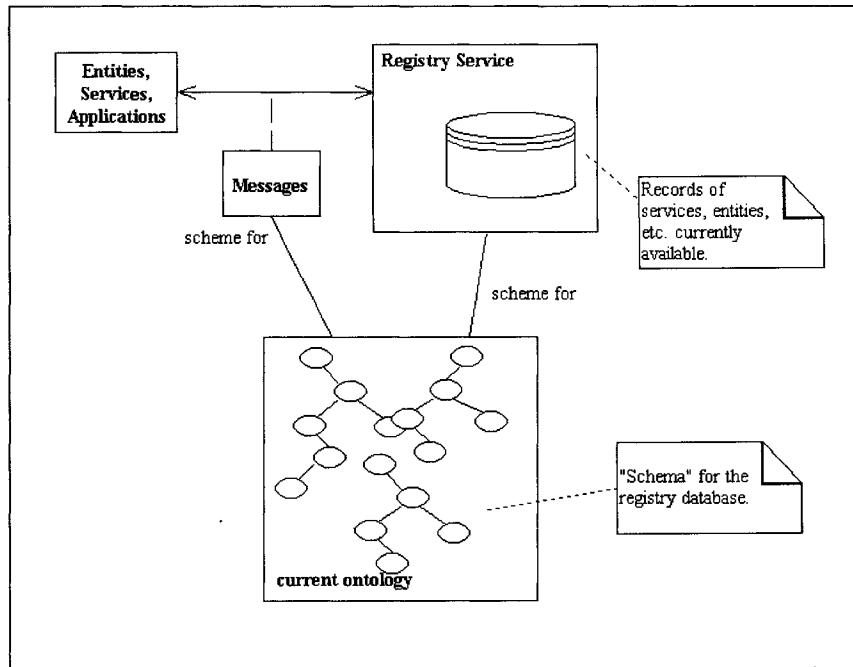 Entities,
Services,
Applications
Registry Service
Messages
scheme for
Records of
services, entities,
etc. currently
available.
scheme for
"Schema" for the
registry database.
current ontology